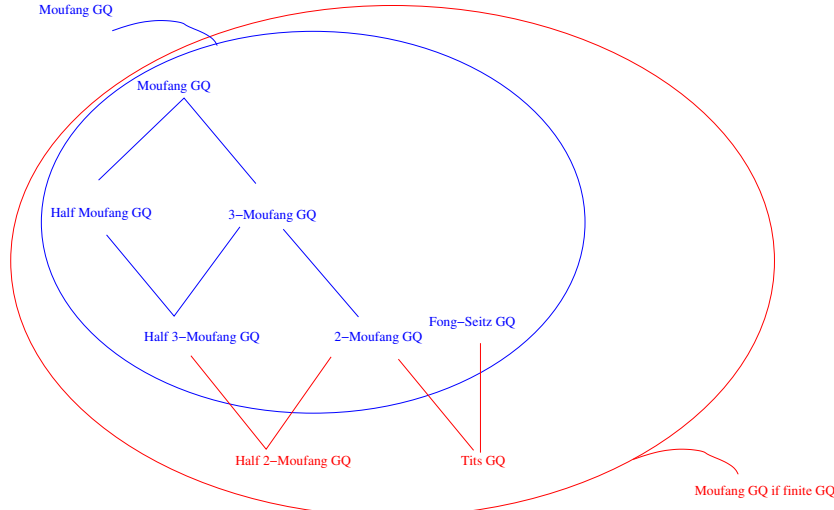 Moufang GQ
Moufang GQ
Half Moufang GQ
3−Moufang GQ
Half 3−Moufang GQ
2−Moufang GQ
Fong−Seitz GQ
Half 2−Moufang GQ
Tits GQ
Moufang GQ if finite GQ